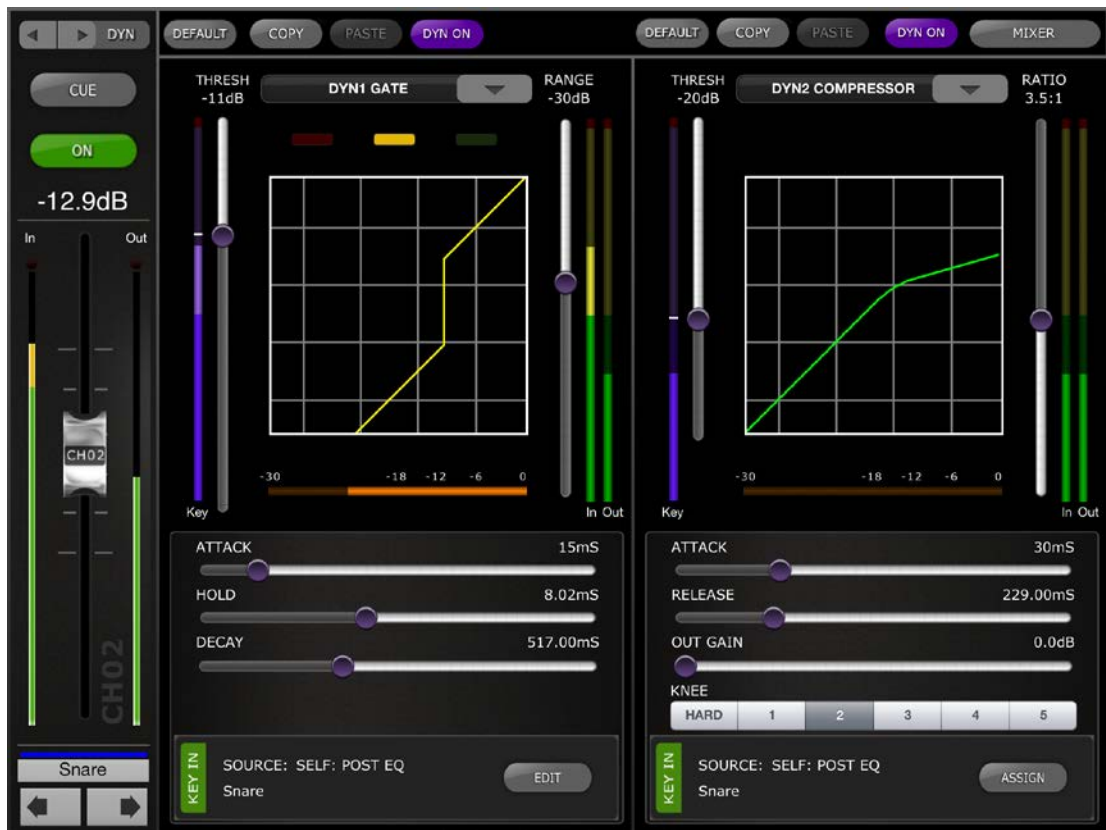 DYN
DEFAULT COPY PASTE DYN ON
DEFAULT COPY PASTE DYN ON MIXER
CUE
ON
-12.9dB
In Out
CH02
CH02
Snare
THRESH
-11dB
DYN1 GATE
RANGE
-30dB
-30 -18 -12 -6 0
Key
In Out
ATTACK 15mS
HOLD 8.02mS
DECAY 517.00mS
KEY IN
SOURCE: SELF: POST EQ
Snare
EDIT
THRESH
-20dB
DYN2 COMPRESSOR
RATIO
3.5:1
-30 -18 -12 -6 0
Key
In Out
ATTACK 30mS
RELEASE 229.00mS
OUT GAIN 0.0dB
KNEE
HARD 1 2 3 4 5
KEY IN
SOURCE: SELF: POST EQ
Snare
ASSIGN